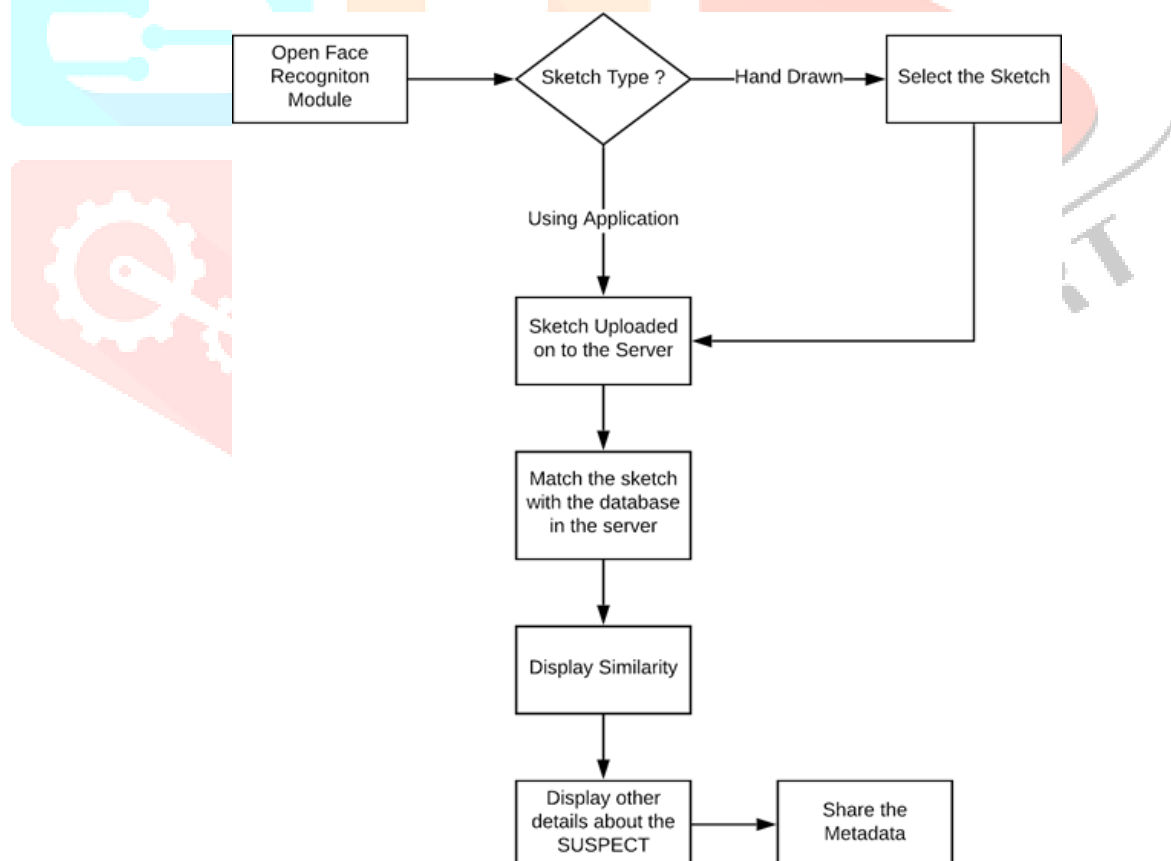 Open Face
Recogniton
Module
Sketch Type ?
Hand Drawn
Select the Sketch
Using Application
Sketch Uploaded
on to the Server
Match the sketch
with the database
in the server
Display Similarity
Display other
details about the
SUSPECT
Share the
Metadata